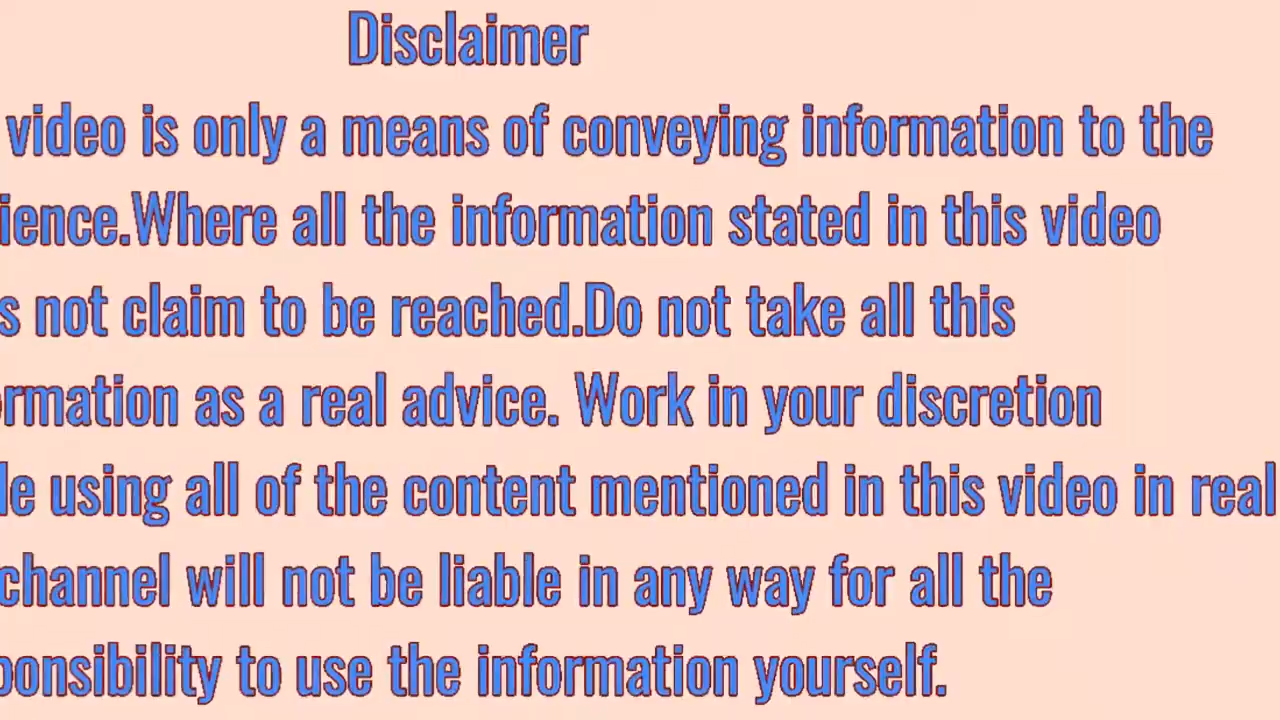 Disclaimer
video is only a means of conveying information to the
ience.Where all the information stated in this video
s not claim to be reached.Do not take all this
rmation as a real advice. Work in your discretion
le using all of the content mentioned in this video in real
channel will not be liable in any way for all the
ponsibility to use the information yourself.